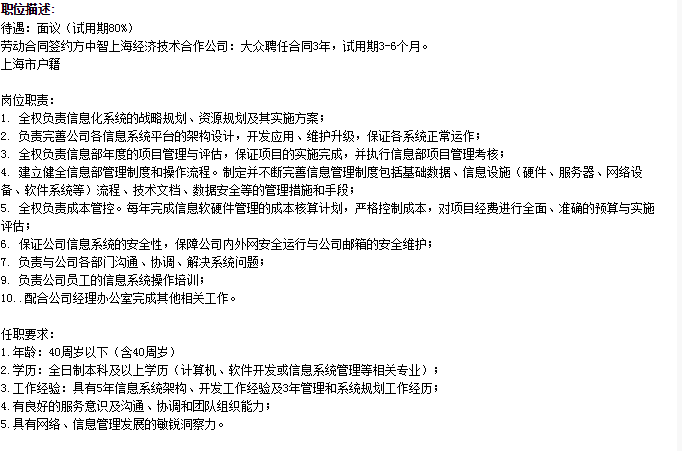 职位描述:
待遇：面议（试用期80%）
劳动合同签约方中智上海经济技术合作公司：大众聘任合同3年，试用期3-6个月。
上海市户籍
岗位职责：
1. 全权负责信息化系统的战略规划、资源规划及其实施方案；
2. 负责完善公司各信息系统平台的架构设计，开发应用、维护升级，保证各系统正常运作；
3. 全权负责信息部年度的项目管理与评估，保证项目的实施完成，并执行信息部项目管理考核；
4. 建立健全信息部管理制度和操作流程。制定并不断完善信息管理制度包括基础数据、信息设施（硬件、服务器、网络设
备、软件系统等）流程、技术文档、数据安全等的管理措施和手段；
5. 全权负责成本管控。每年完成信息软硬件管理的成本核算计划，严格控制成本，对项目经费进行全面、准确的预算与实施
评估；
6. 保证公司信息系统的安全性，保障公司内外网安全运行与公司邮箱的安全维护；
7. 负责与公司各部门沟通、协调、解决系统问题；
9. 负责公司员工的信息系统操作培训；
10..配合公司经理办公室完成其他相关工作。
任职要求：
1.年龄：40周岁以下（含40周岁）
2.学历：全日制本科及以上学历（计算机、软件开发或信息系统管理等相关专业）；
3.工作经验：具有5年信息系统架构、开发工作经验及3年管理和系统规划工作经历；
4.有良好的服务意识及沟通、协调和团队组织能力；
5.具有网络、信息管理发展的敏锐洞察力。